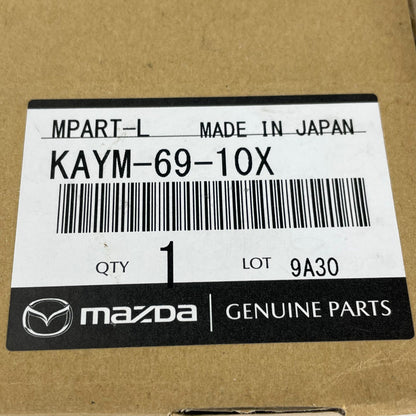 MPART-L MADE IN JAPAN
KAYM-69-10X
QTY 1 LOT 9A30
mazda GENUINE PARTS